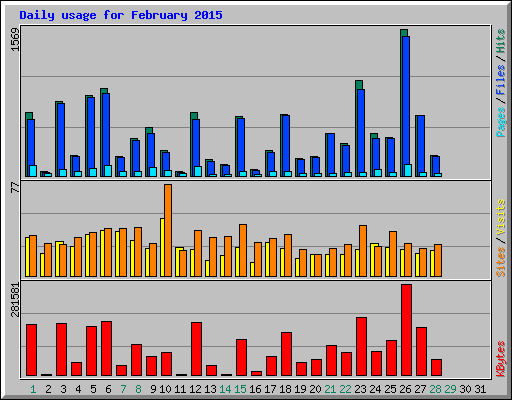 Daily usage for February 2015
1569
Pages / Files / Hits
77
Sites / Visits
281581
KBytes
1 2 3 4 5 6 7 8 9 10 11 12 13 14 15 16 17 18 19 20 21 22 23 24 25 26 27 28 29 30 31